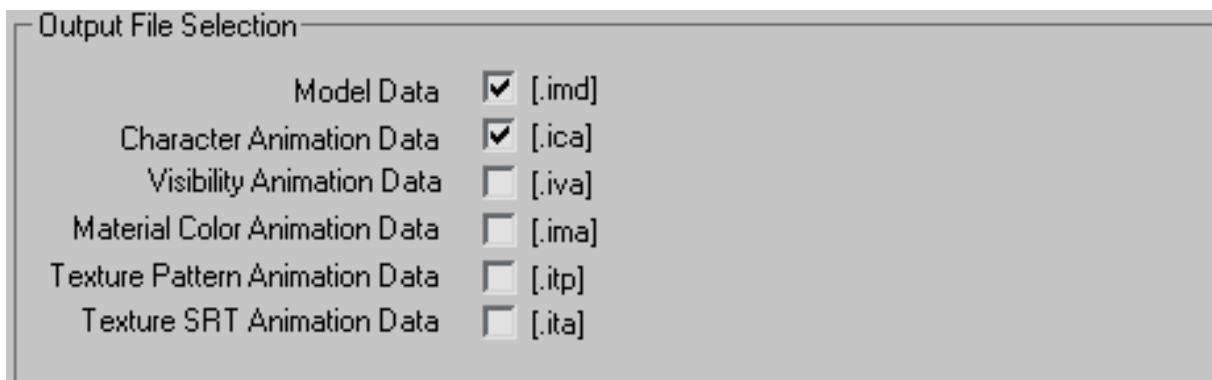 Output File Selection
Model Data [.imd]
Character Animation Data [.ica]
Visibility Animation Data [.iva]
Material Color Animation Data [.ima]
Texture Pattern Animation Data [.itp]
Texture SRT Animation Data [.ita]